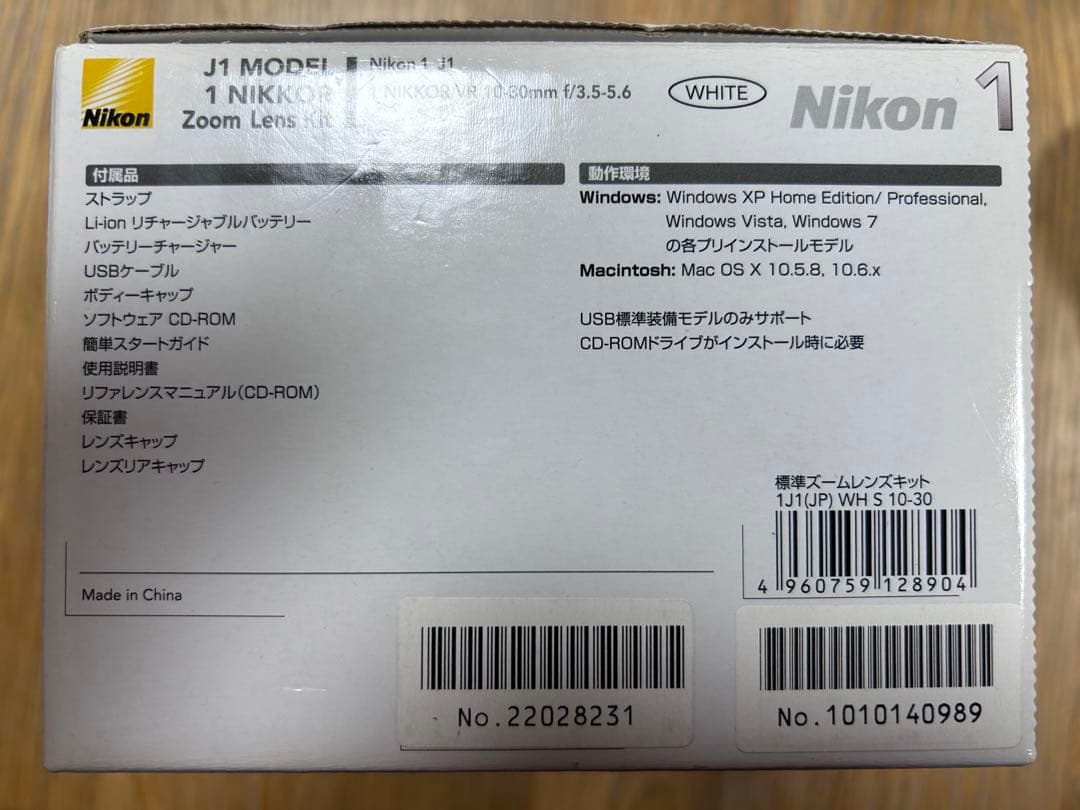 Nikon
J1 MODEL
1 NIKKOR
Zoom Lens Kit
Nikon 1 J1
1 NIKKOR VR 10-30mm f/3.5-5.6
WHITE
Nikon 1
付属品
ストラップ
Li-ion リチャージャブルバッテリー
バッテリーチャージャー
USBケーブル
ボディーキャップ
ソフトウェア CD-ROM
簡単スタートガイド
使用説明書
リファレンスマニュアル(CD-ROM)
保証書
レンズキャップ
レンズリアキャップ
動作環境
Windows: Windows XP Home Edition/ Professional,
Windows Vista, Windows 7
の各プリインストールモデル
Macintosh: Mac OS X 10.5.8, 10.6.x
USB標準装備モデルのみサポート
CD-ROMドライブがインストール時に必要
標準ズームレンズキット
1J1(JP) WH S 10-30
4 960759 128904
Made in China
No.22028231
No.1010140989